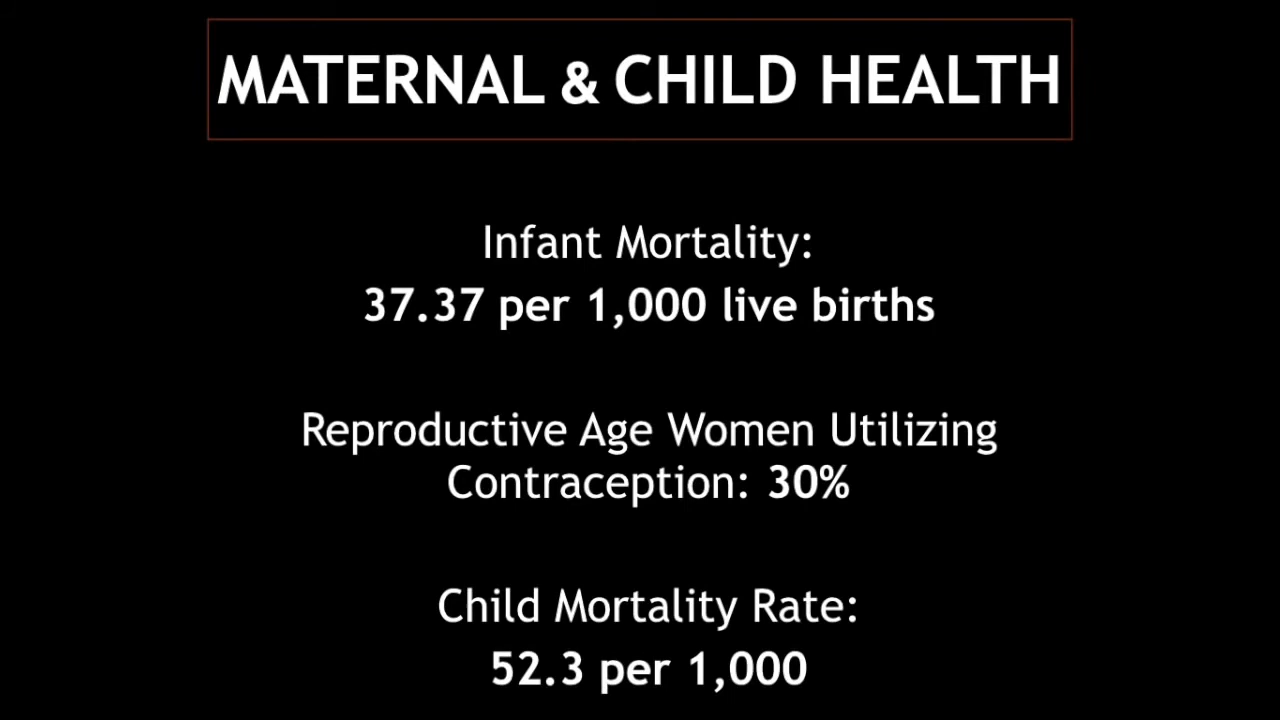 MATERNAL & CHILD HEALTH
Infant Mortality:
37.37 per 1,000 live births
Reproductive Age Women Utilizing
Contraception: 30%
Child Mortality Rate:
52.3 per 1,000